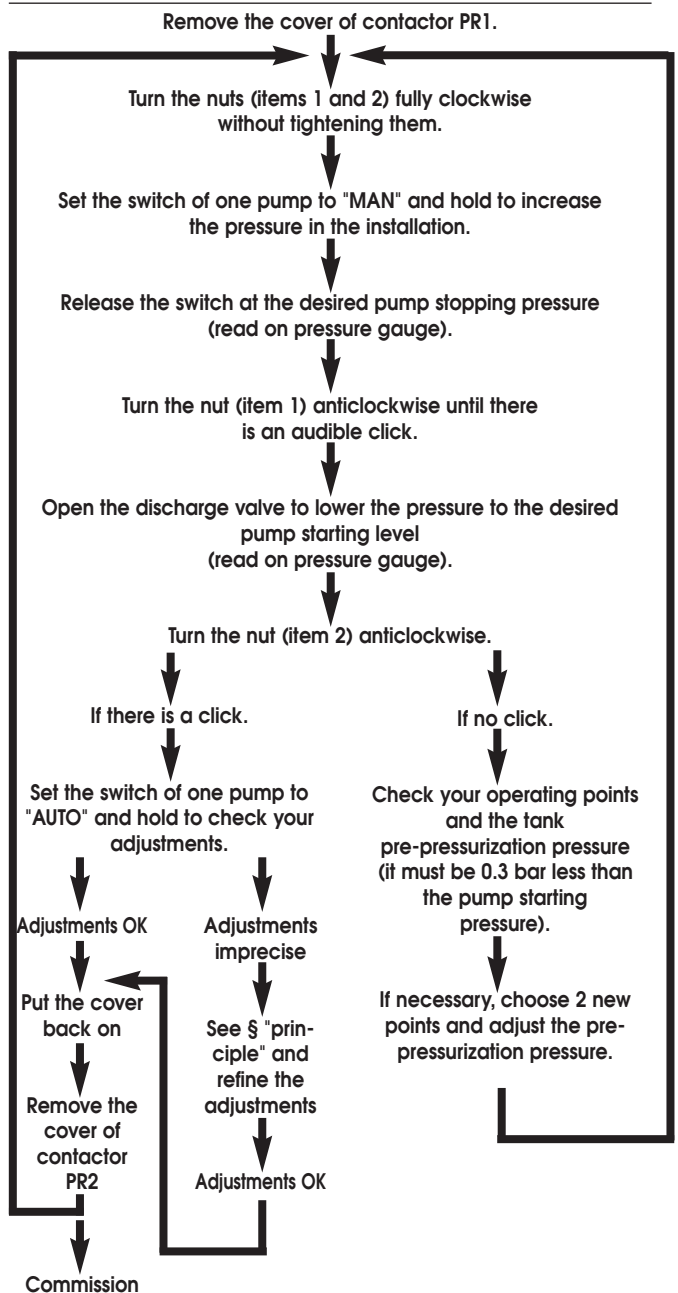 Remove the cover of contactor PR1.
Turn the nuts (items 1 and 2) fully clockwise
without tightening them.
Set the switch of one pump to "MAN" and hold to increase
the pressure in the installation.
Release the switch at the desired pump stopping pressure
(read on pressure gauge).
Turn the nut (item 1) anticlockwise until there
is an audible click.
Open the discharge valve to lower the pressure to the desired
pump starting level
(read on pressure gauge).
Turn the nut (item 2) anticlockwise.
If there is a click.
Set the switch of one pump to
"AUTO" and hold to check your
adjustments.
Adjustments OK
Put the cover
back on
Remove the
cover of
contactor
PR2
Commission
Adjustments
imprecise
See § "prin-
ciple" and
refine the
adjustments
Adjustments OK
If no click.
Check your operating points
and the tank
pre-pressurization pressure
(it must be 0.3 bar less than
the pump starting
pressure).
If necessary, choose 2 new
points and adjust the pre-
pressurization pressure.